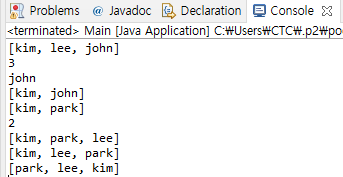 Problems @ Javadoc Declaration Console
<terminated> Main [Java Application] C:₩Users₩CTC₩.p2₩poo
[kim, lee, john]
3
john
[kim, john]
[kim, park]
2
[kim, park, lee]
[kim, lee, park]
[park, lee, kim]